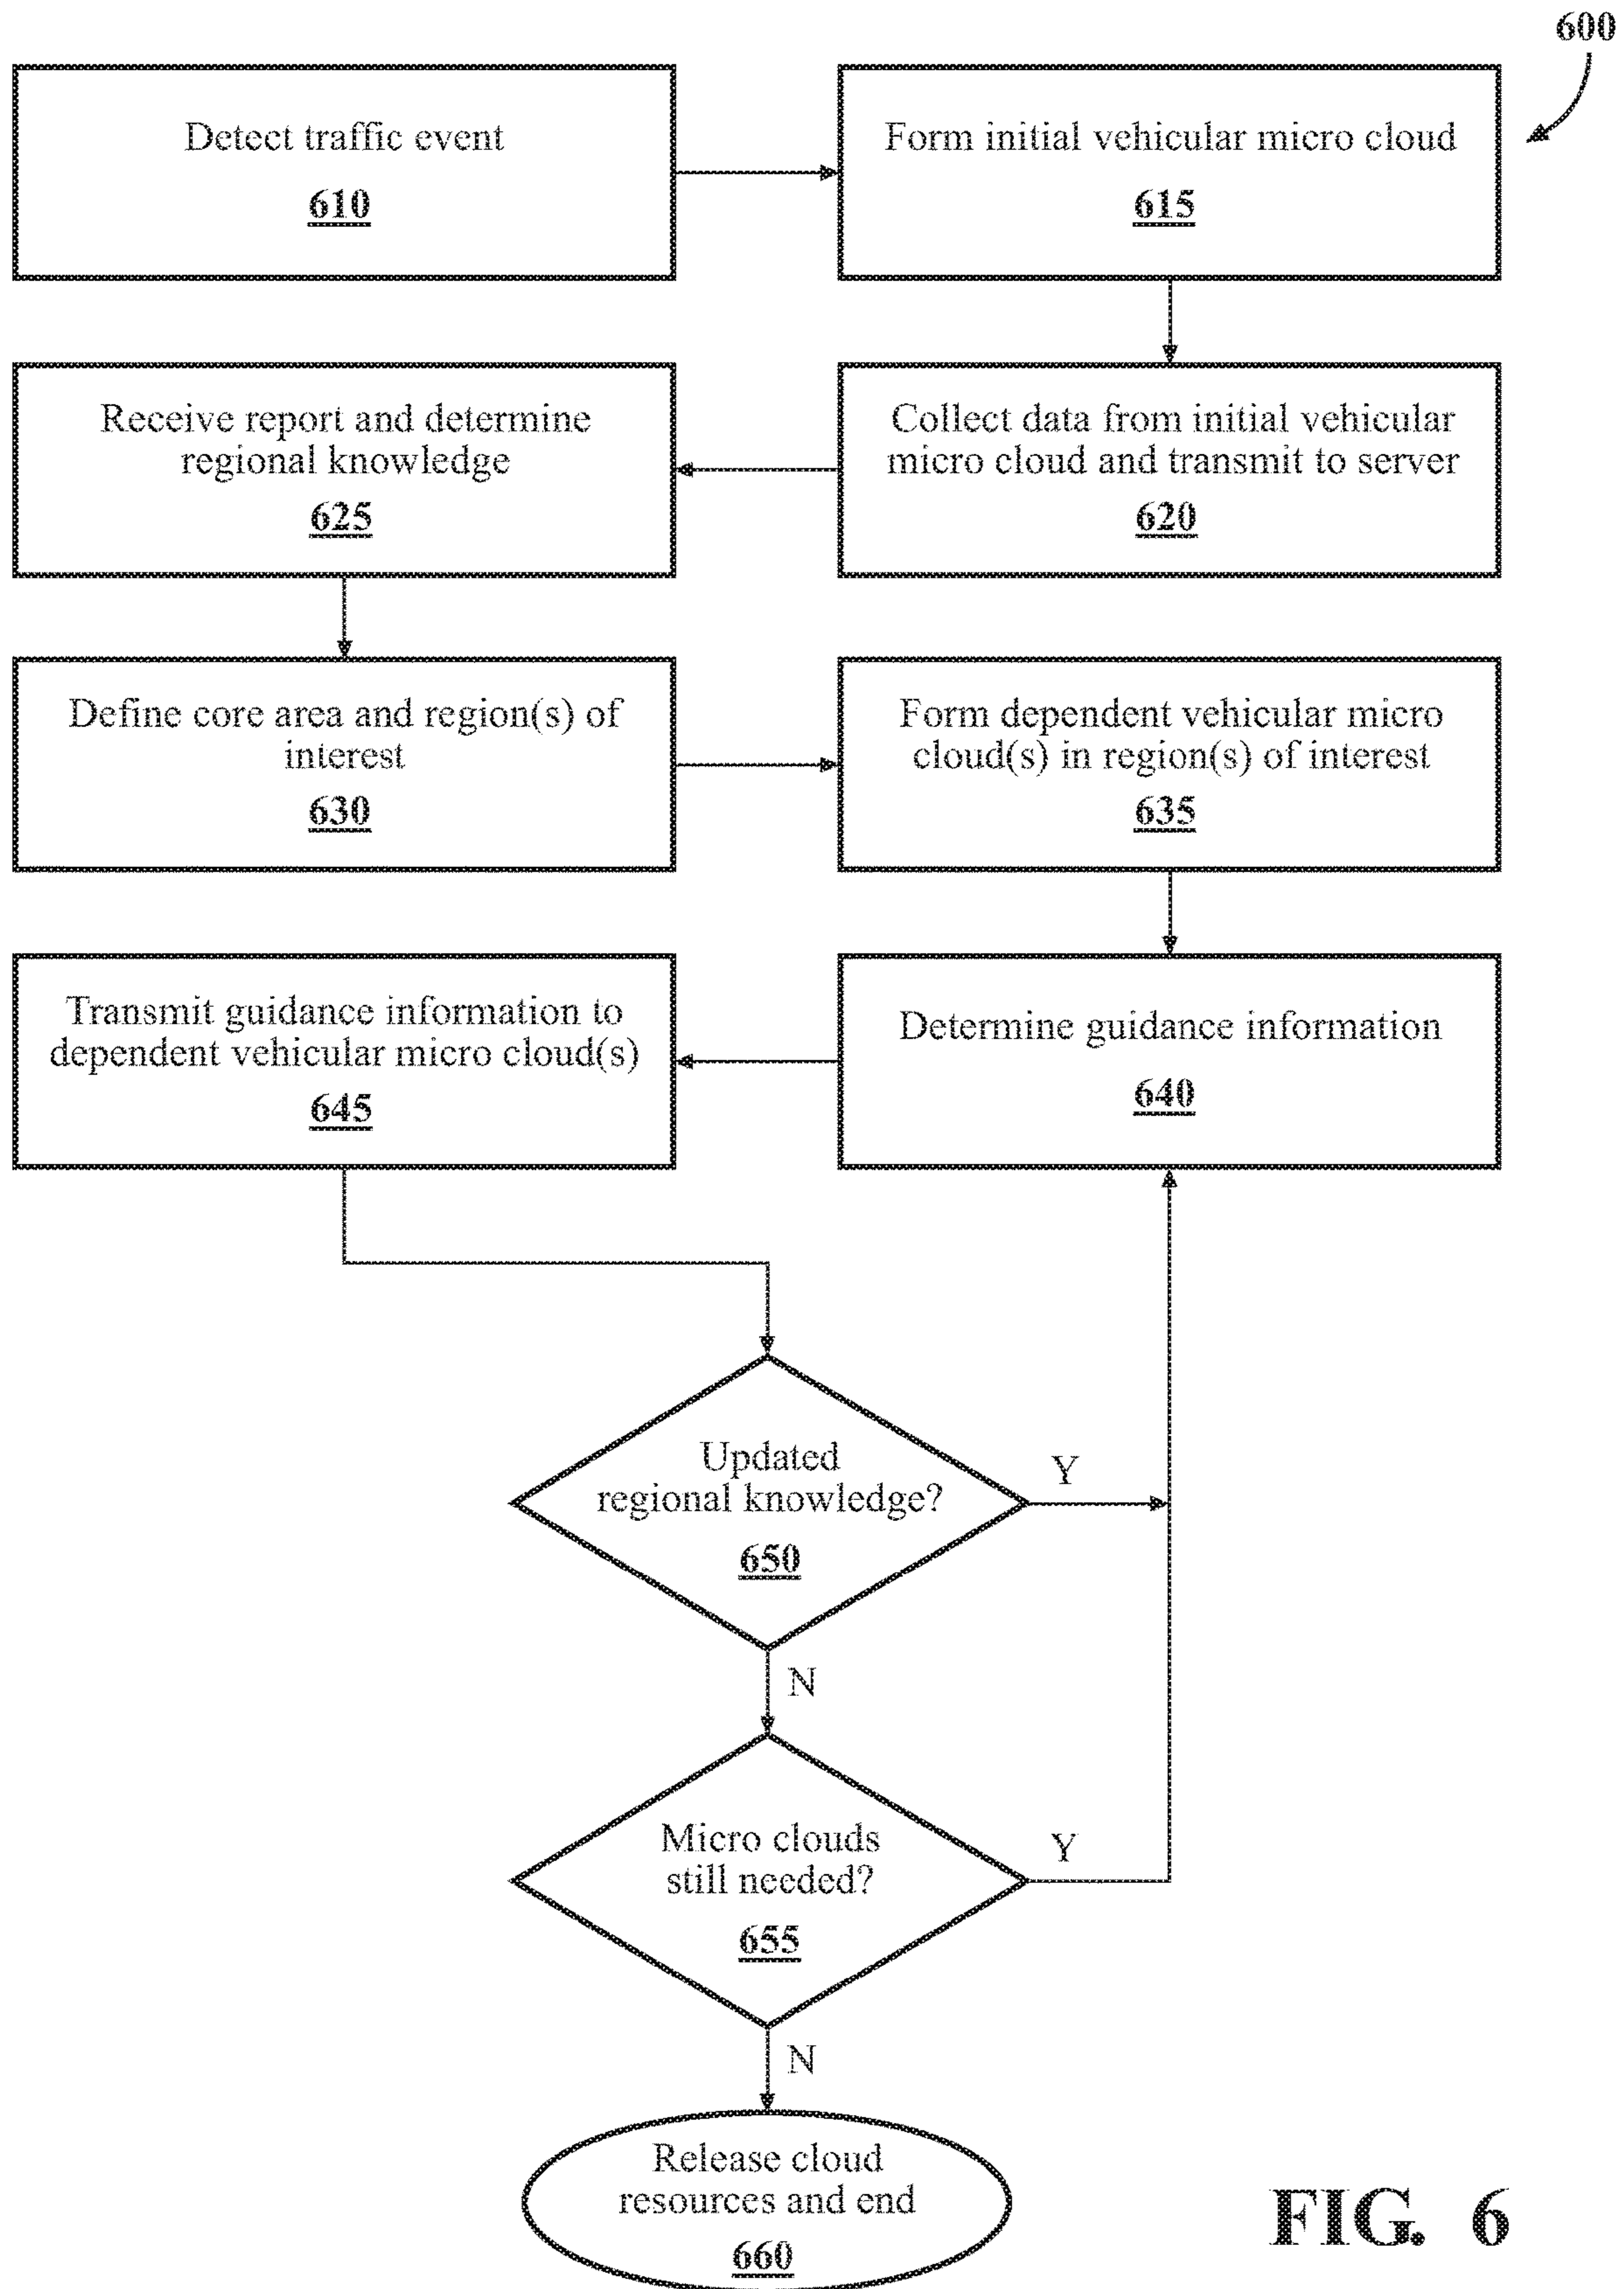 600
Detect traffic event
610
Form initial vehicular micro cloud
615
Collect data from initial vehicular
micro cloud and transmit to server
620
Receive report and determine
regional knowledge
625
Define core area and region(s) of
interest
630
Form dependent vehicular micro
cloud(s) in region(s) of interest
635
Determine guidance information
640
Transmit guidance information to
dependent vehicular micro cloud(s)
645
Updated
regional knowledge?
650
Y
N
Micro clouds
still needed?
655
Y
N
Release cloud
resources and end
660
FIG. 6